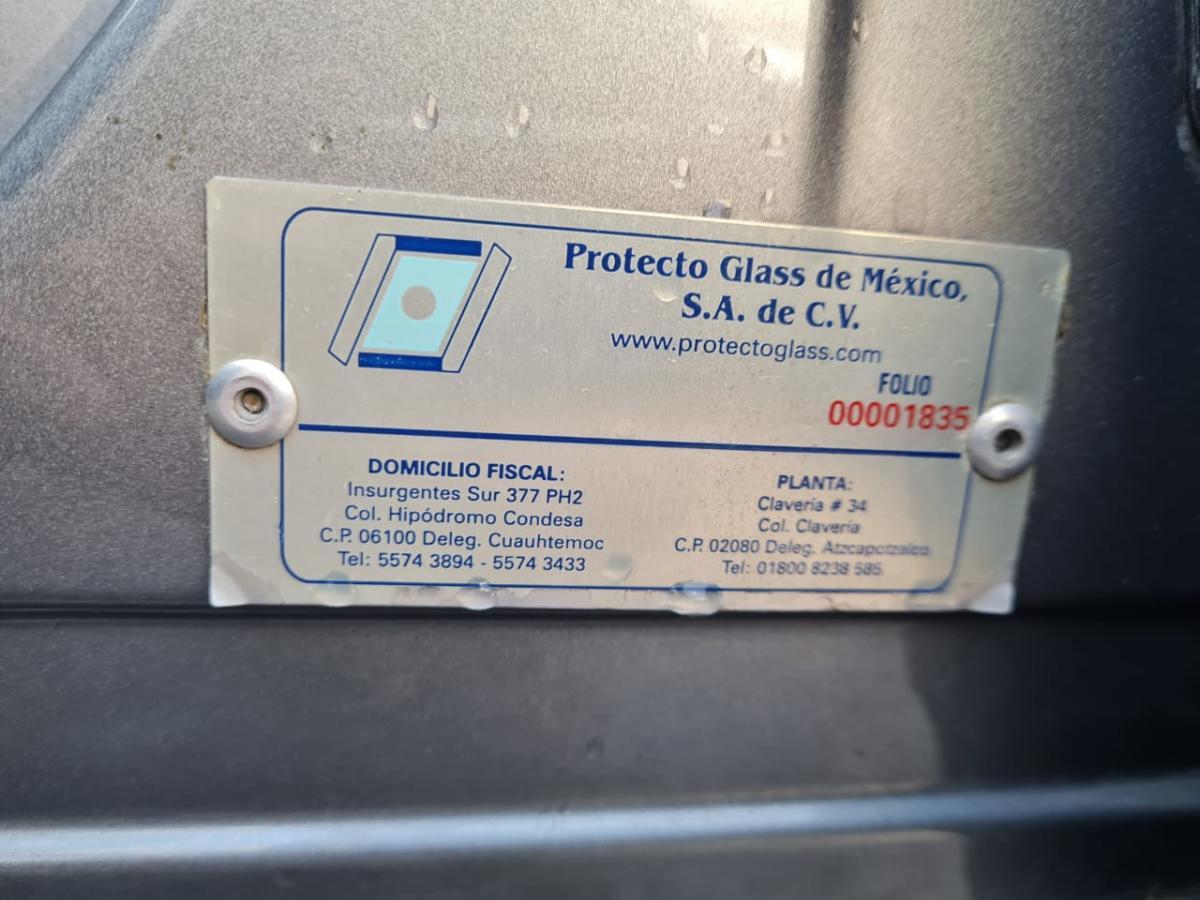 Protecto Glass de México,
S.A. de C.V.
www.protectoglass.com
FOLIO
00001835
DOMICILIO FISCAL:
Insurgentes Sur 377 PH2
Col. Hipódromo Condesa
C.P. 06100 Deleg. Cuauhtemoc
Tel: 5574 3894 - 5574 3433
PLANTA:
Clavería # 34
Col. Clavería
C.P. 02080 Deleg. Atzcapotzalco
Tel: 01800 8238 585